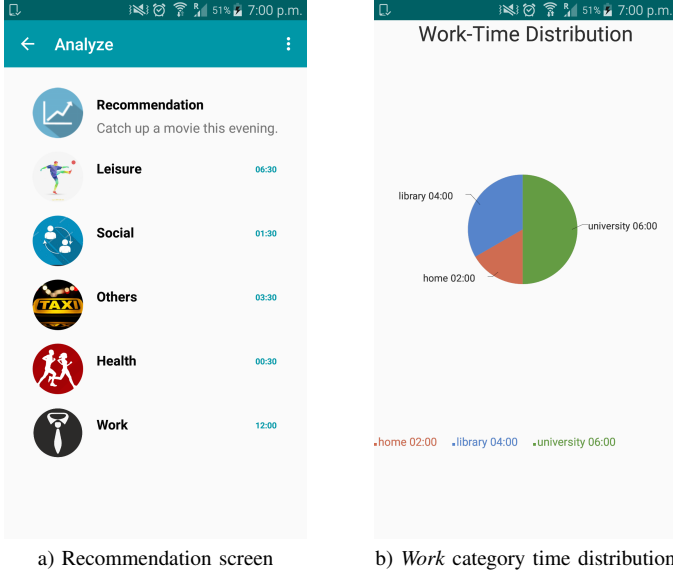 51% 7:00 p.m.
Analyze
Recommendation
Catch up a movie this evening.
Leisure 06:30
Social 01:30
TAXI
Others 03:30
Health 00:30
Work 12:00
a) Recommendation screen
R 51% 7:00 p.m.
Work-Time Distribution
library 04:00
university 06:00
home 02:00
home 02:00 library 04:00 university 06:00
b) Work category time distribution